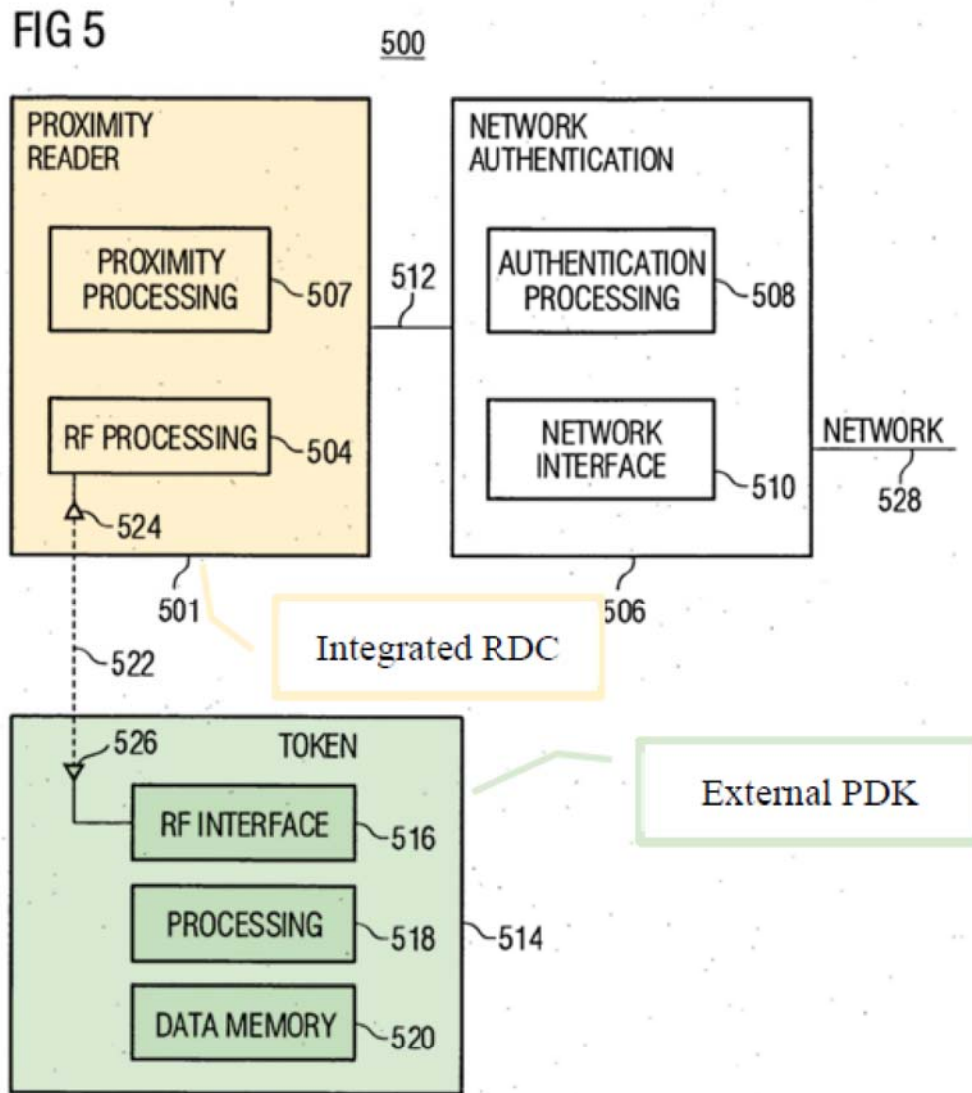 FIG 5
500
PROXIMITY
READER
PROXIMITY
PROCESSING
507
RF PROCESSING
504
524
501
512
NETWORK
AUTHENTICATION
AUTHENTICATION
PROCESSING
508
NETWORK
INTERFACE
510
NETWORK
528
506
Integrated RDC
522
526
TOKEN
RF INTERFACE
516
PROCESSING
518
DATA MEMORY
520
514
External PDK